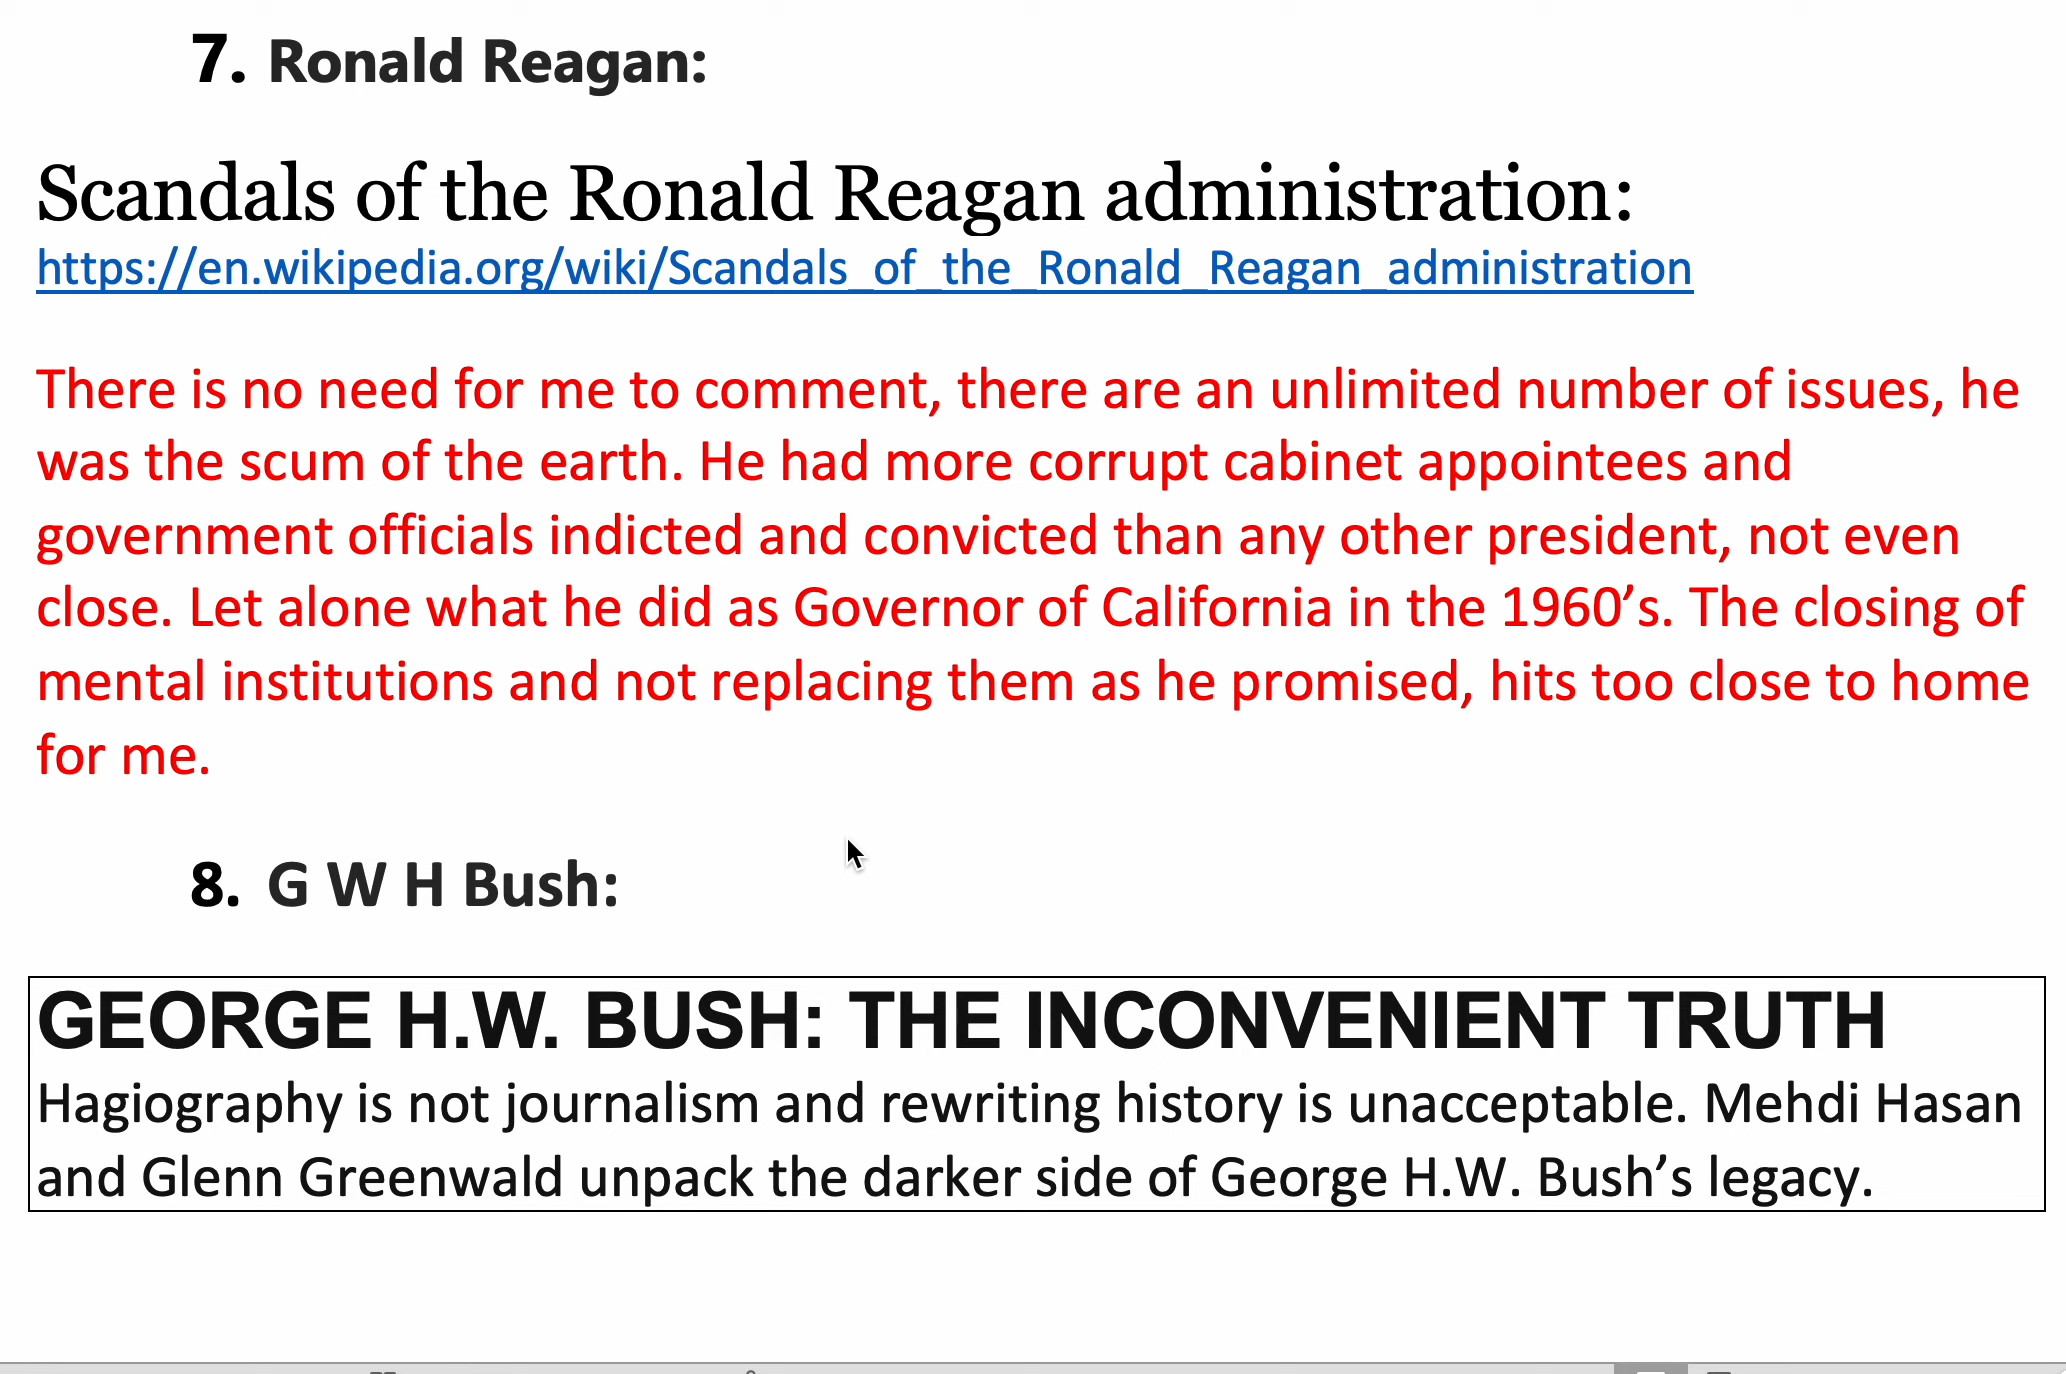 7. Ronald Reagan:
Scandals of the Ronald Reagan administration:
https://en.wikipedia.org/wiki/Scandals_of_the_Ronald_Reagan_administration
There is no need for me to comment, there are an unlimited number of issues, he
was the scum of the earth. He had more corrupt cabinet appointees and
government officials indicted and convicted than any other president, not even
close. Let alone what he did as Governor of California in the 1960’s. The closing of
mental institutions and not replacing them as he promised, hits too close to home
for me.
8. G W H Bush:
GEORGE H.W. BUSH: THE INCONVENIENT TRUTH
Hagiography is not journalism and rewriting history is unacceptable. Mehdi Hasan
and Glenn Greenwald unpack the darker side of George H.W. Bush’s legacy.